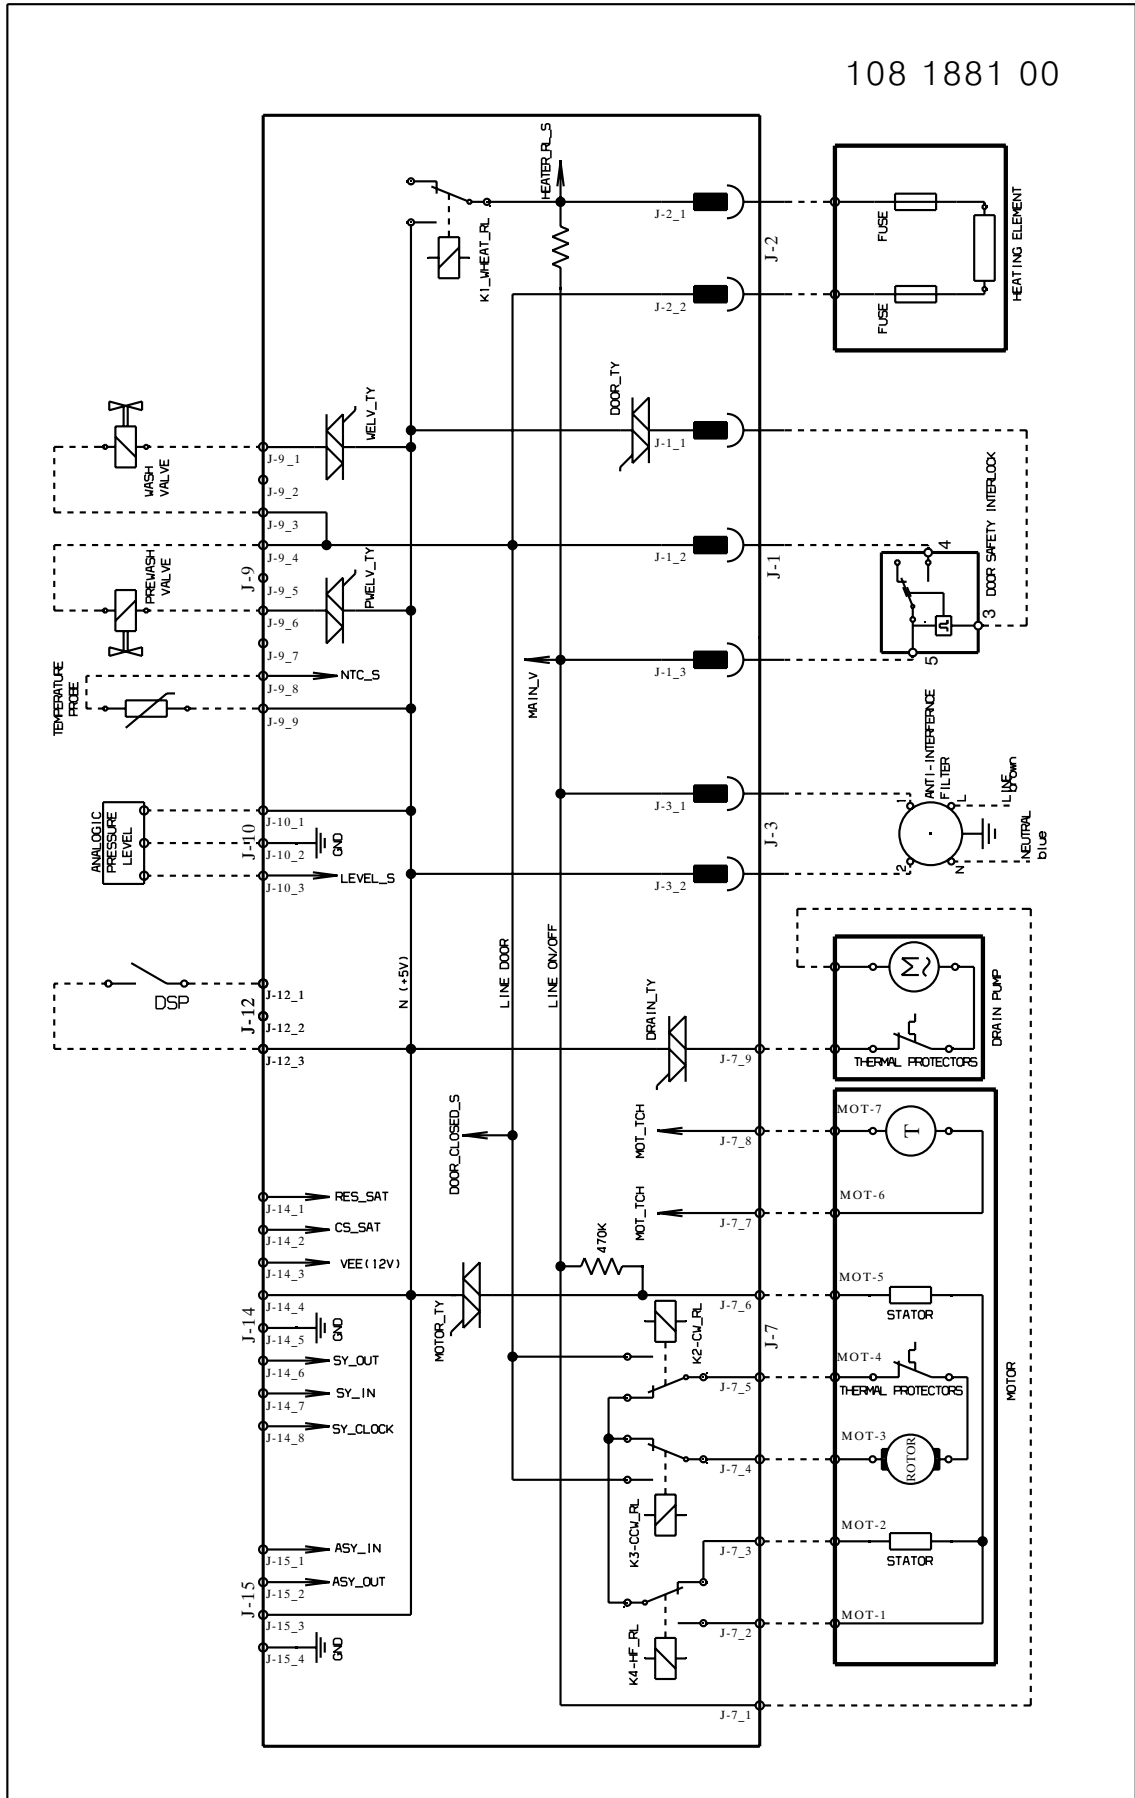 108 1881 00
HEATER_RL_S
K1_WHEAT_RL
J-2_1
J-2_2
J-2
FUSE
FUSE
HEATING ELEMENT
WASH
VALVE
J-9_1
J-9_2
J-9_3
J-9_4
J-9_5
J-9_6
J-9_7
J-9_8
J-9_9
J-9
WELV_TY
PREWASH
VALVE
PWELV_TY
TEMPERATURE
PROBE
NTC_S
DOOR_TY
J-1_1
J-1_2
J-1_3
J-1
MAIN_V
DOOR SAFETY INTERLOCK
4
3
5
ANALOGIC
PRESSURE
LEVEL
J-10
J-10_1
J-10_2
J-10_3
GND
LEVEL_S
J-3_1
J-3_2
J-3
ANTI-INTERFERNCE
FILTER
1
2
L
N
LINE
brown
NEUTRAL
blue
DSP
J-12
J-12_1
J-12_2
J-12_3
N (+5V)
LINE DOOR
LINE ON/OFF
DRAIN_TY
J-7_9
M
THERMAL PROTECTORS
DRAIN PUMP
DOOR_CLOSED_S
MOT_TCH
J-7_8
MOT_TCH
J-7_7
MOT-7
T
MOT-6
J-14
J-14_1
RES_SAT
J-14_2
CS_SAT
J-14_3
VEE(12V)
J-14_4
J-14_5
GND
J-14_6
SY_OUT
J-14_7
SY_IN
J-14_8
SY_CLOCK
MOTOR_TY
470K
J-7_6
J-7
K2-CW_RL
J-7_5
J-7_4
K3-CCW_RL
J-7_3
K4-HF_RL
J-7_2
J-7_1
MOT-5
STATOR
MOT-4
THERMAL PROTECTORS
MOT-3
ROTOR
MOT-2
STATOR
MOT-1
MOTOR
J-15
J-15_1
ASY_IN
J-15_2
ASY_OUT
J-15_3
J-15_4
GND